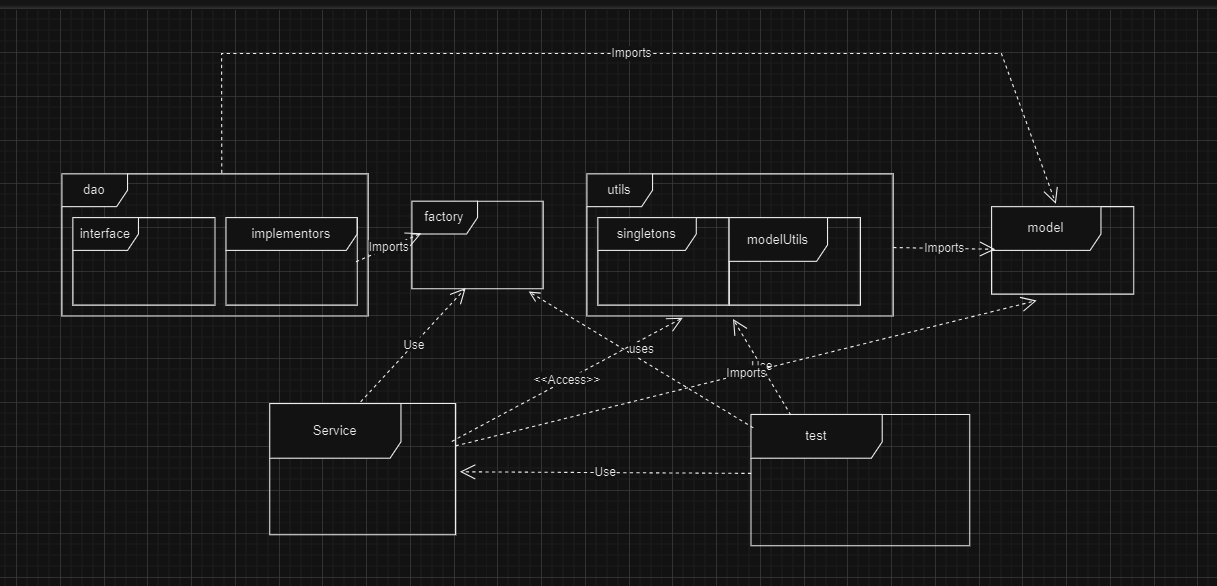 Imports
dao
utils
factory
interface
implementors
singletons
modelUtils
model
Imports
Imports
Use
uses
<<Access>>
Imports
Service
test
Use